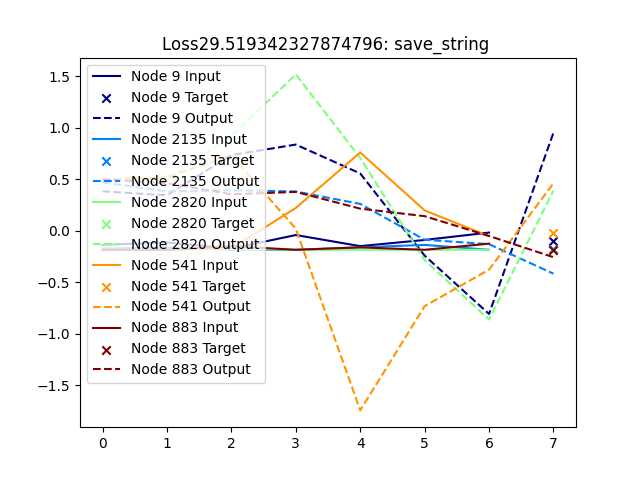 Loss29.519342327874796: save_string
1.5
1.0
0.5
0.0
−0.5
−1.0
−1.5
Node 9 Input
Node 9 Target
Node 9 Output
Node 2135 Input
Node 2135 Target
Node 2135 Output
Node 2820 Input
Node 2820 Target
Node 2820 Output
Node 541 Input
Node 541 Target
Node 541 Output
Node 883 Input
Node 883 Target
Node 883 Output
0 1 2 3 4 5 6 7